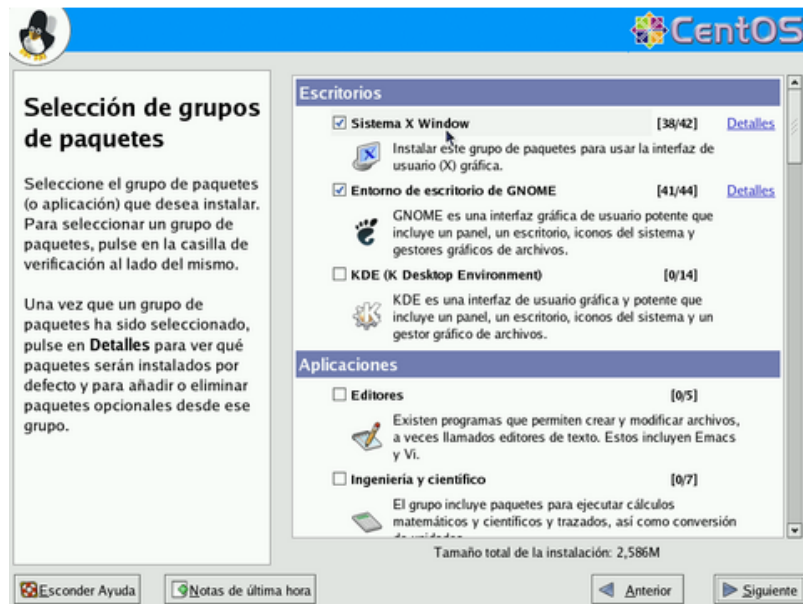 CentOS
Selección de grupos
de paquetes
Seleccione el grupo de paquetes
(o aplicación) que desea instalar.
Para seleccionar un grupo de
paquetes, pulse en la casilla de
verificación al lado del mismo.
Una vez que un grupo de
paquetes ha sido seleccionado,
pulse en Detalles para ver qué
paquetes serán instalados por
defecto y para añadir o eliminar
paquetes opcionales desde ese
grupo.
Escritorios
Sistema X Window [38/42] Detalles
Instalar este grupo de paquetes para usar la interfaz de
usuario (X) gráfica.
Entorno de escritorio de GNOME [41/44] Detalles
GNOME es una interfaz gráfica de usuario potente que
incluye un panel, un escritorio, iconos del sistema y
gestores gráficos de archivos.
KDE (K Desktop Environment) [0/14]
KDE es una interfaz de usuario gráfica y potente que
incluye un panel, un escritorio, iconos del sistema y un
gestor gráfico de archivos.
Aplicaciones
Editores [0/5]
Existen programas que permiten crear y modificar archivos,
a veces llamados editores de texto. Estos incluyen Emacs
y Vi.
Ingeniería y científico [0/7]
El grupo incluye paquetes para ejecutar cálculos
matemáticos y científicos y trazados, así como conversión
de unidades.
Tamaño total de la instalación: 2,586M
Esconder Ayuda Notas de última hora Anterior Siguiente